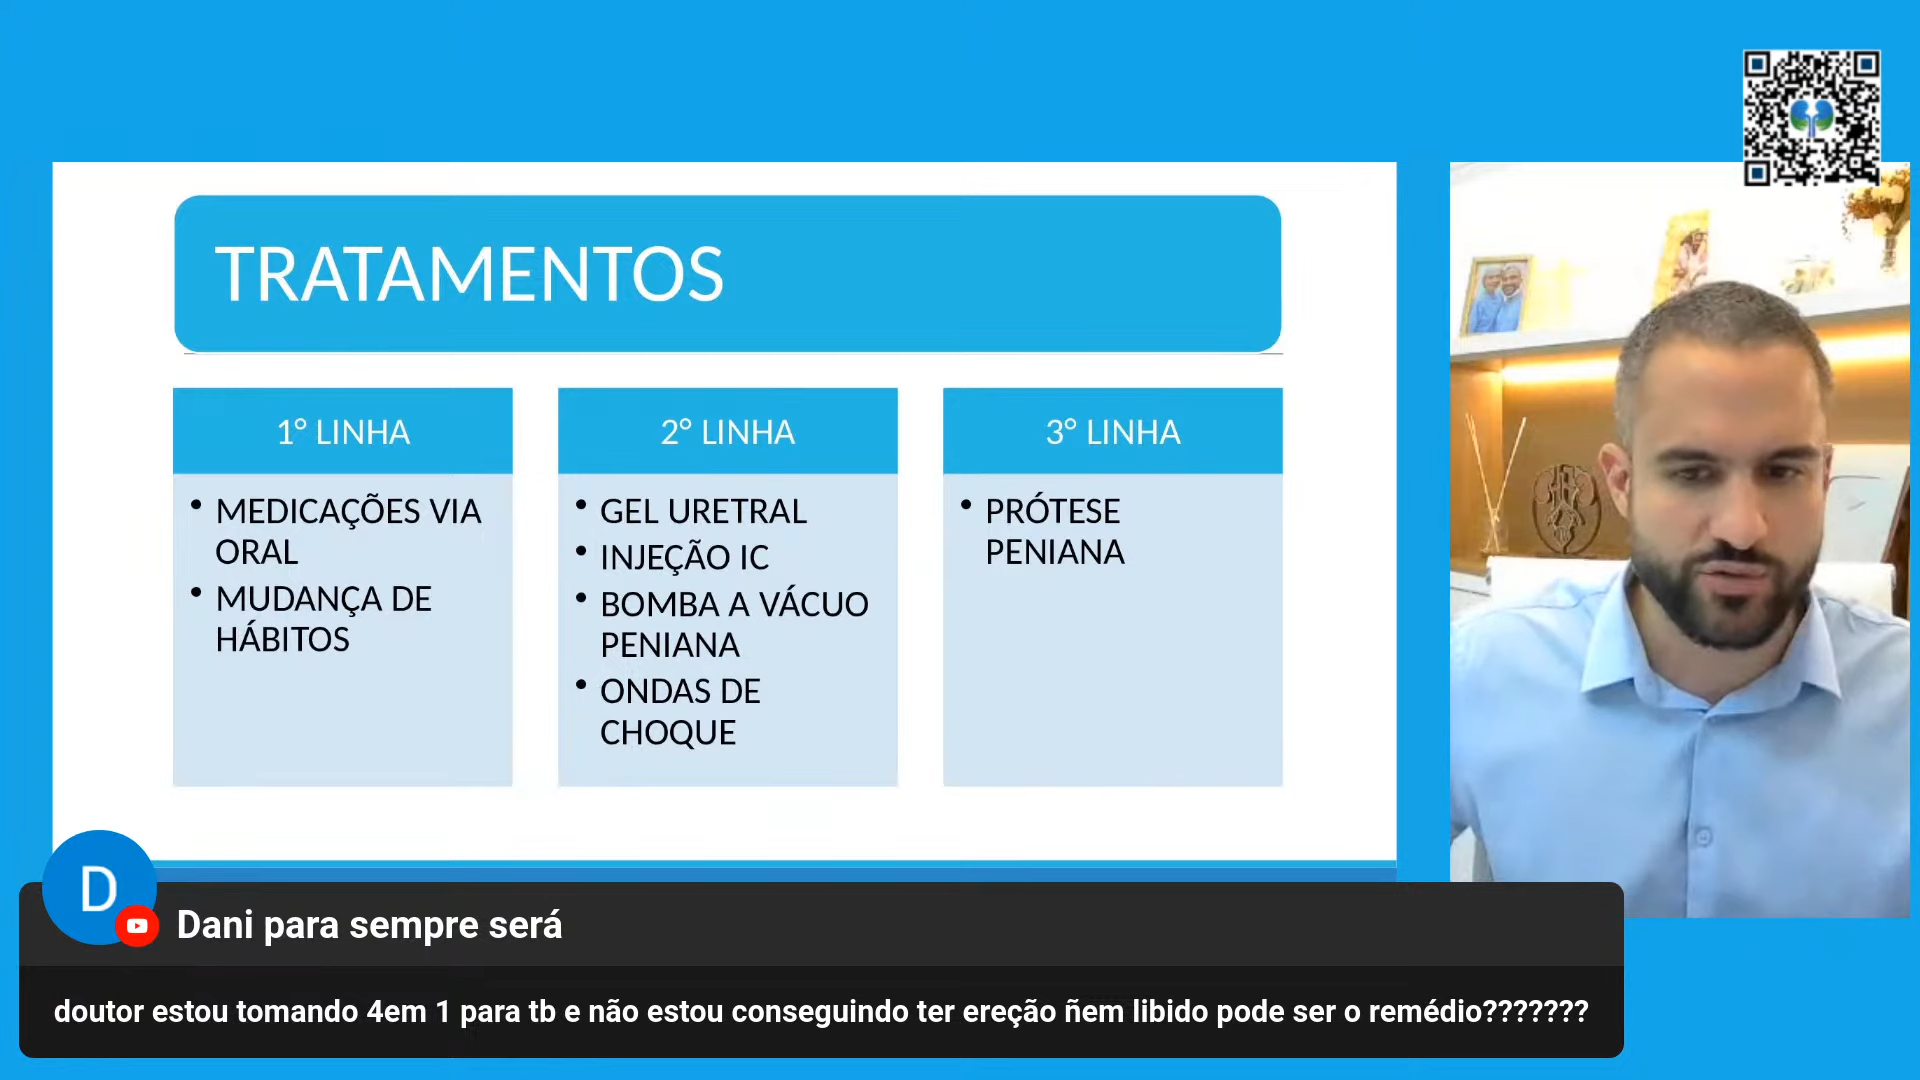 TRATAMENTOS
1° LINHA
• MEDICAÇÕES VIA
ORAL
• MUDANÇA DE
HÁBITOS
2° LINHA
• GEL URETRAL
• INJEÇÃO IC
• BOMBA A VÁCUO
PENIANA
• ONDAS DE
CHOQUE
3° LINHA
• PRÓTESE
PENIANA
D
Dani para sempre será
doutor estou tomando 4em 1 para tb e não estou conseguindo ter ereção ñem libido pode ser o remédio???????